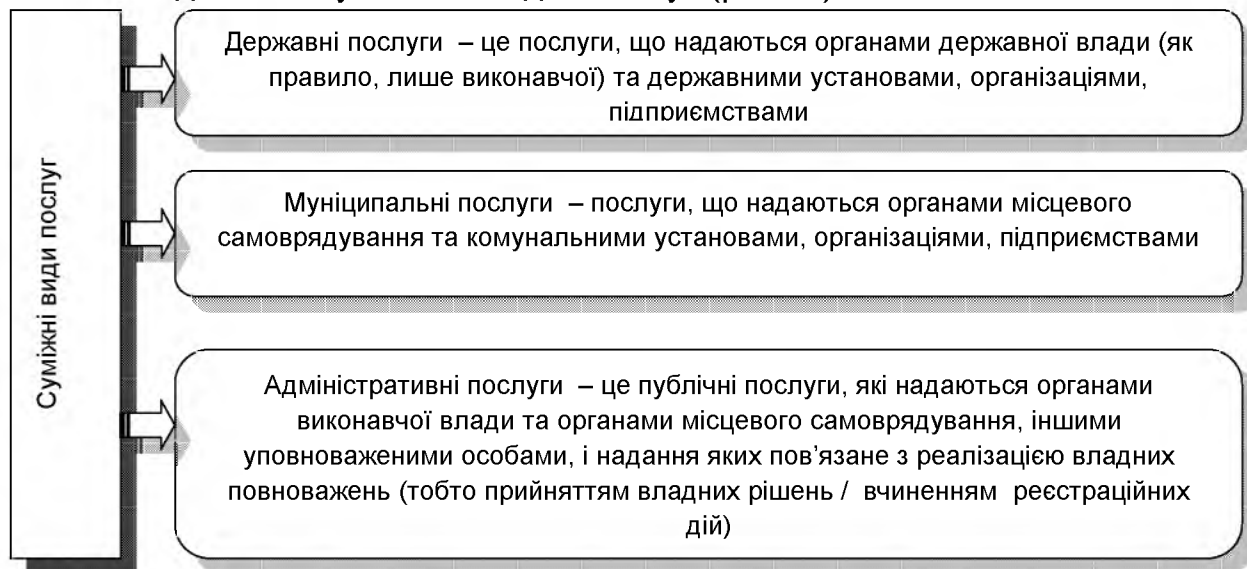 Суміжні види послуг
Державні послуги – це послуги, що надаються органами державної влади (як
правило, лише виконавчої) та державними установами, організаціями,
підприємствами
Муніципальні послуги – послуги, що надаються органами місцевого
самоврядування та комунальними установами, організаціями, підприємствами
Адміністративні послуги – це публічні послуги, які надаються органами
виконавчої влади та органами місцевого самоврядування, іншими
уповноваженими особами, і надання яких пов’язане з реалізацією владних
повноважень (тобто прийняттям владних рішень / вчиненням реєстраційних
дій)